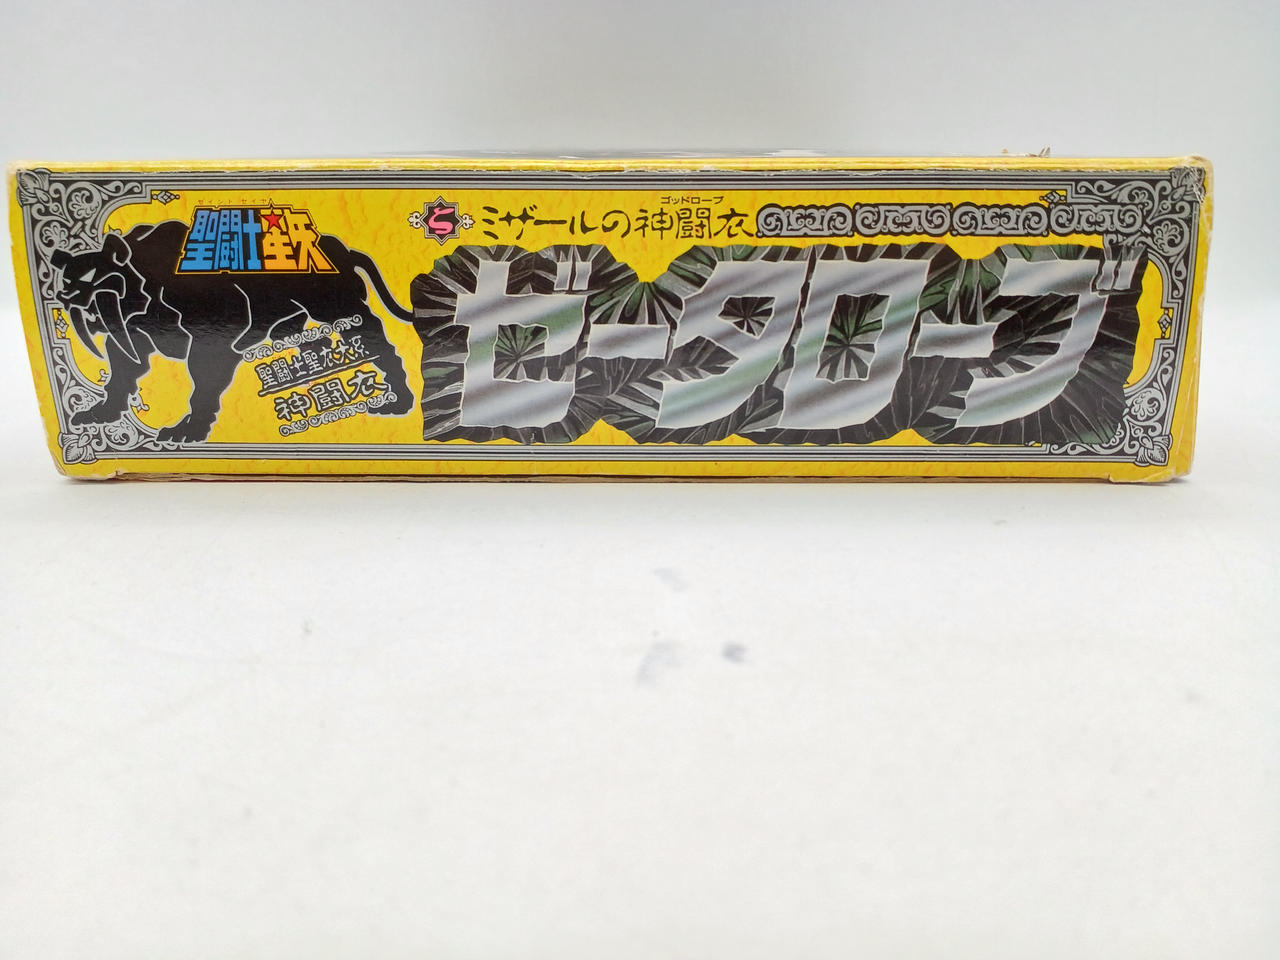 セイント セイヤ
聖闘士星矢
聖闘士聖衣大系
神闘衣
ゴッドローブ
ζ ミザールの神闘衣
ゼータローブ